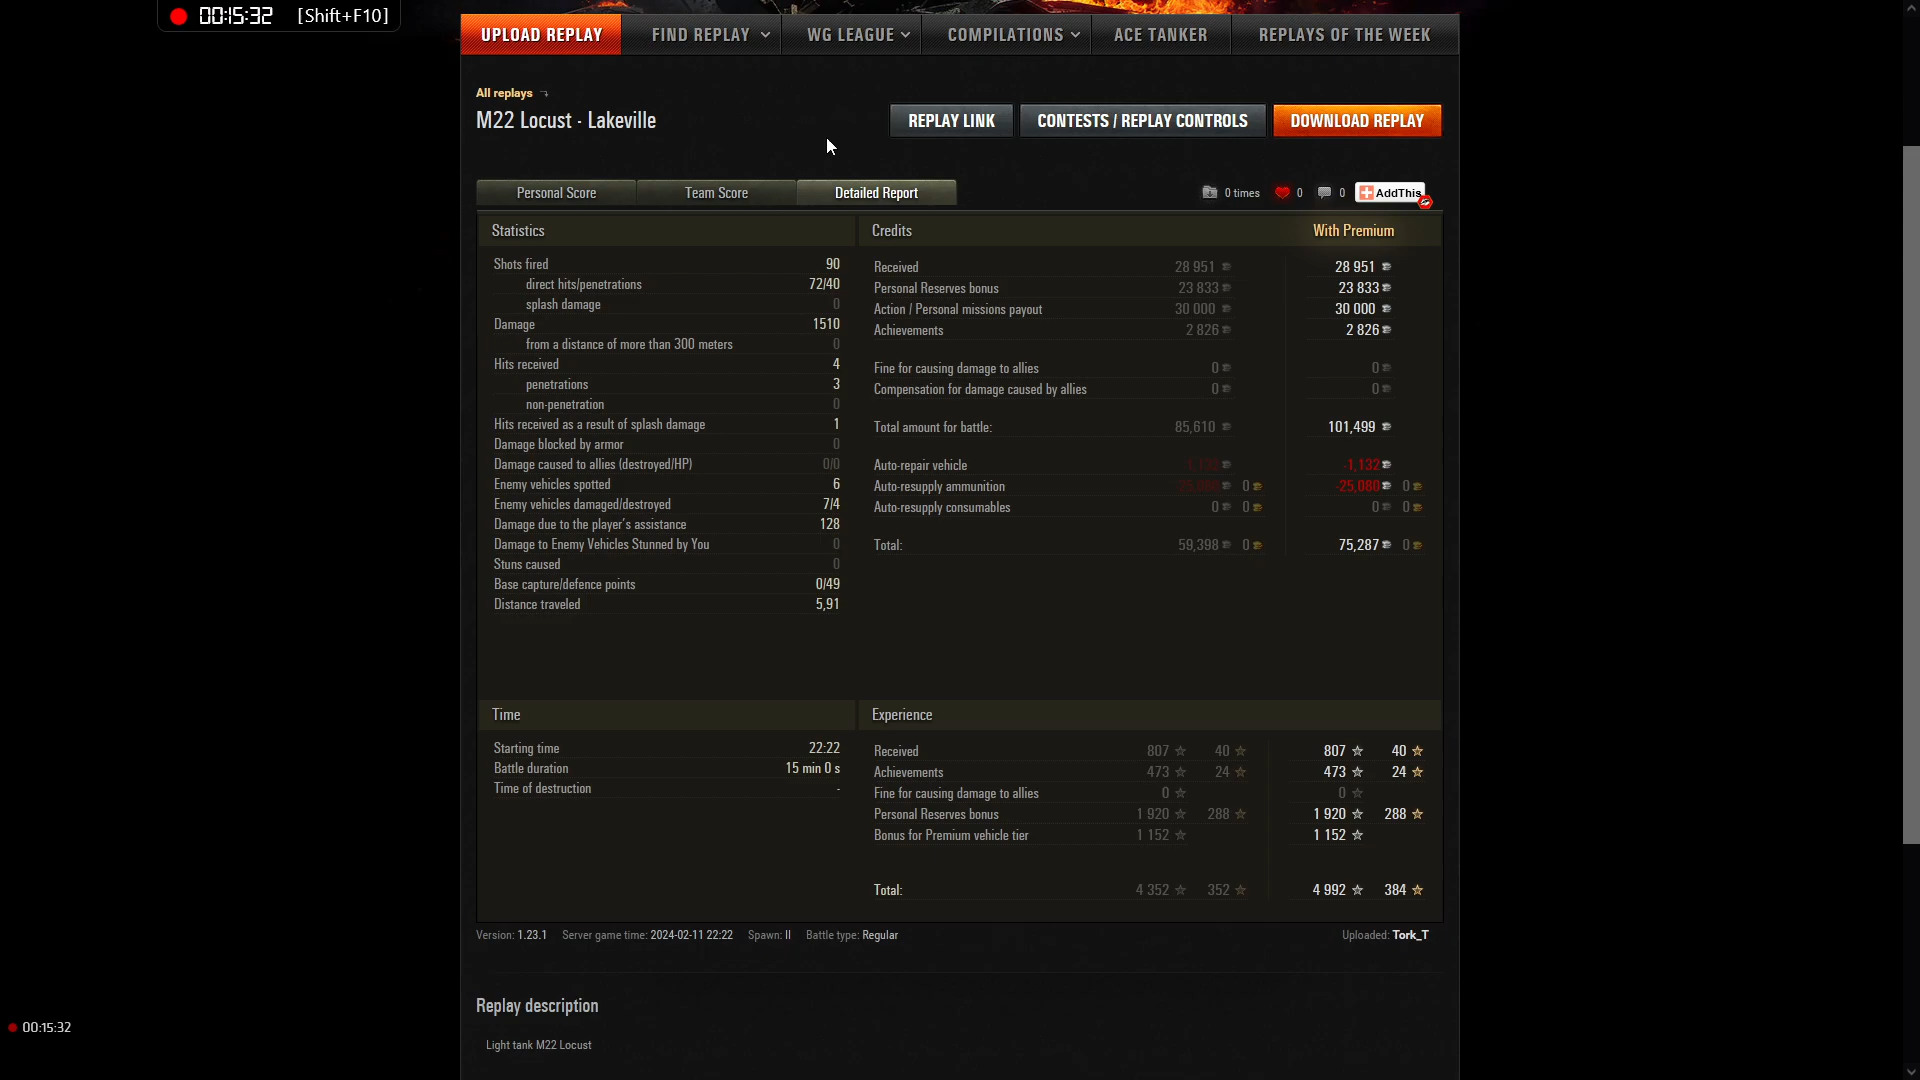 00:15:32 [Shift+F10]
UPLOAD REPLAY FIND REPLAY WG LEAGUE COMPILATIONS ACE TANKER REPLAYS OF THE WEEK
All replays
M22 Locust - Lakeville
REPLAY LINK CONTESTS / REPLAY CONTROLS DOWNLOAD REPLAY
Personal Score Team Score Detailed Report 0 times 0 0 AddThis
Statistics
Shots fired 90
direct hits/penetrations 72/40
splash damage 0
Damage 1510
from a distance of more than 300 meters 0
Hits received 4
penetrations 3
non-penetration 0
Hits received as a result of splash damage 1
Damage blocked by armor 0
Damage caused to allies (destroyed/HP) 0/0
Enemy vehicles spotted 6
Enemy vehicles damaged/destroyed 7/4
Damage due to the player's assistance 128
Damage to Enemy Vehicles Stunned by You 0
Stuns caused 0
Base capture/defence points 0/49
Distance traveled 5,91
Credits With Premium
Received 28 951 28 951
Personal Reserves bonus 23 833 23 833
Action / Personal missions payout 30 000 30 000
Achievements 2 826 2 826
Fine for causing damage to allies 0 0
Compensation for damage caused by allies 0 0
Total amount for battle: 85,610 101,499
Auto-repair vehicle -1,132 -1,132
Auto-resupply ammunition -25,080 0 -25,080 0
Auto-resupply consumables 0 0 0 0
Total: 59,398 0 75,287 0
Time
Starting time 22:22
Battle duration 15 min 0 s
Time of destruction -
Experience
Received 807 40 807 40
Achievements 473 24 473 24
Fine for causing damage to allies 0 0
Personal Reserves bonus 1 920 288 1 920 288
Bonus for Premium vehicle tier 1 152 1 152
Total: 4 352 352 4 992 384
Version: 1.23.1 Server game time: 2024-02-11 22:22 Spawn: II Battle type: Regular Uploaded: Tork_T
Replay description
00:15:32
Light tank M22 Locust